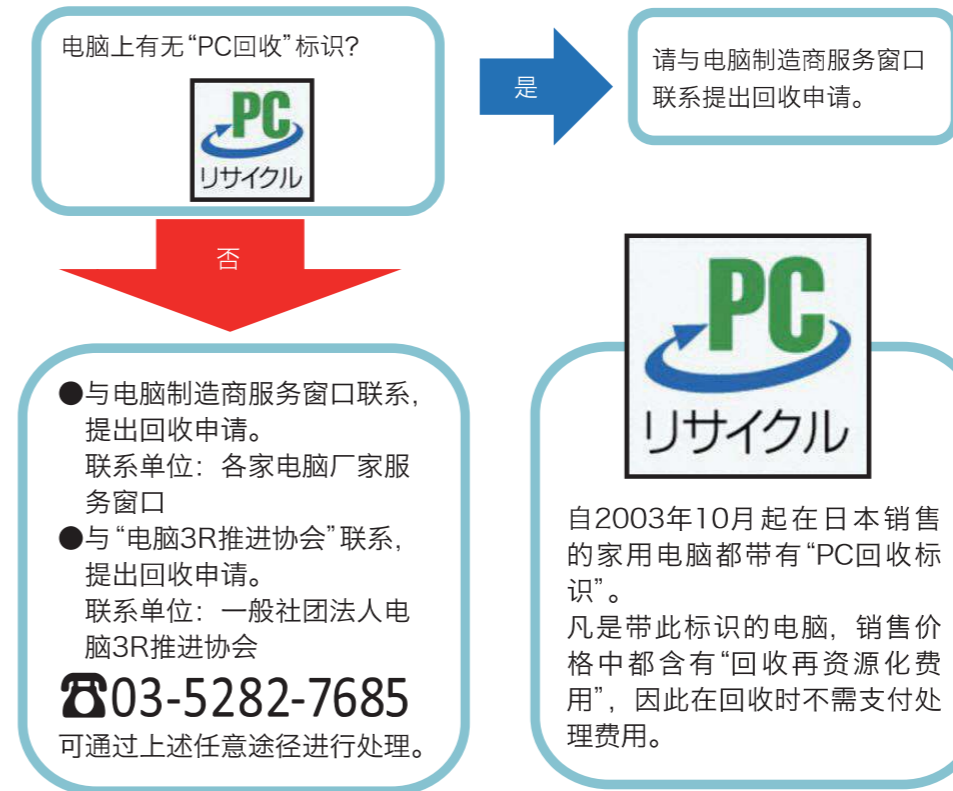 电脑上有无“PC回收”标识？
PC
リサイクル
是
请与电脑制造商服务窗口
联系提出回收申请。
否
●与电脑制造商服务窗口联系，
提出回收申请。
联系单位：各家电脑厂家服
务窗口
●与“电脑3R推进协会”联系，
提出回收申请。
联系单位：一般社团法人电
脑3R推进协会
☎03-5282-7685
可通过上述任意途径进行处理。
PC
リサイクル
自2003年10月起在日本销售
的家用电脑都带有“PC回收标
识”。
凡是带此标识的电脑，销售价
格中都含有“回收再资源化费
用”，因此在回收时不需支付处
理费用。